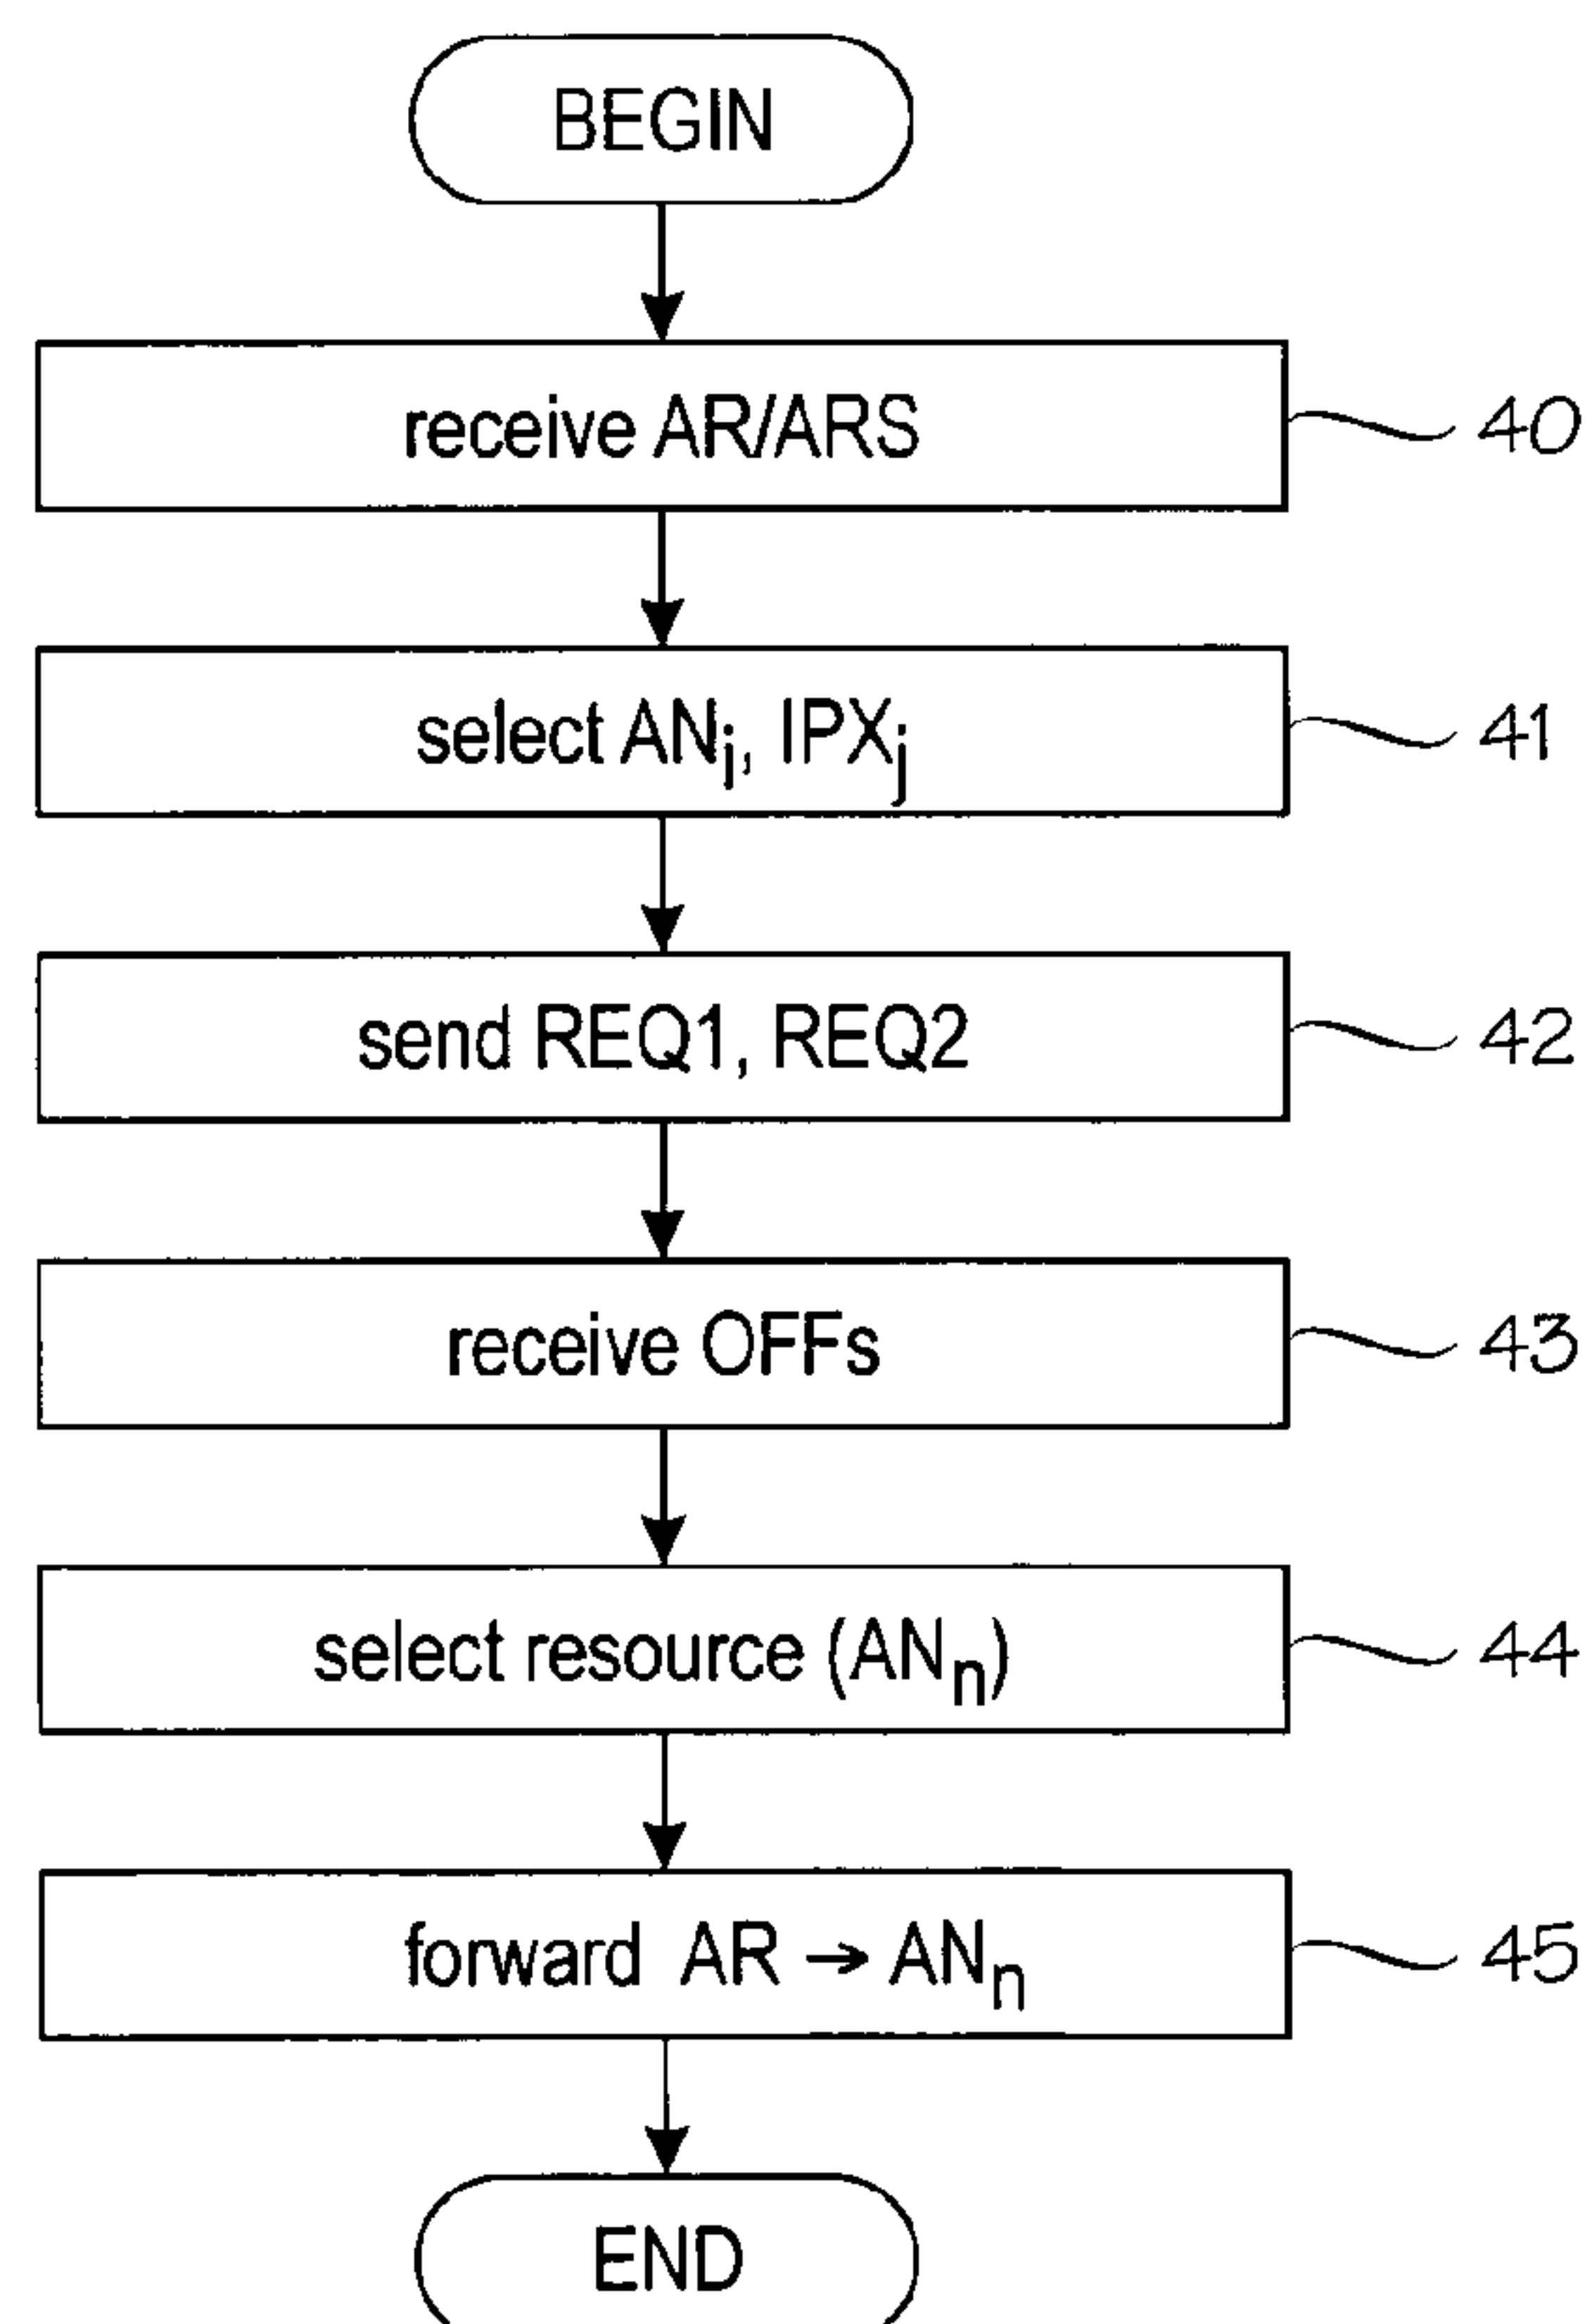 BEGIN
receive AR/ARS
40
select ANj, IPXj
41
send REQ1, REQ2
42
receive OFFs
43
select resource (ANn)
44
forward AR → ANn
45
END